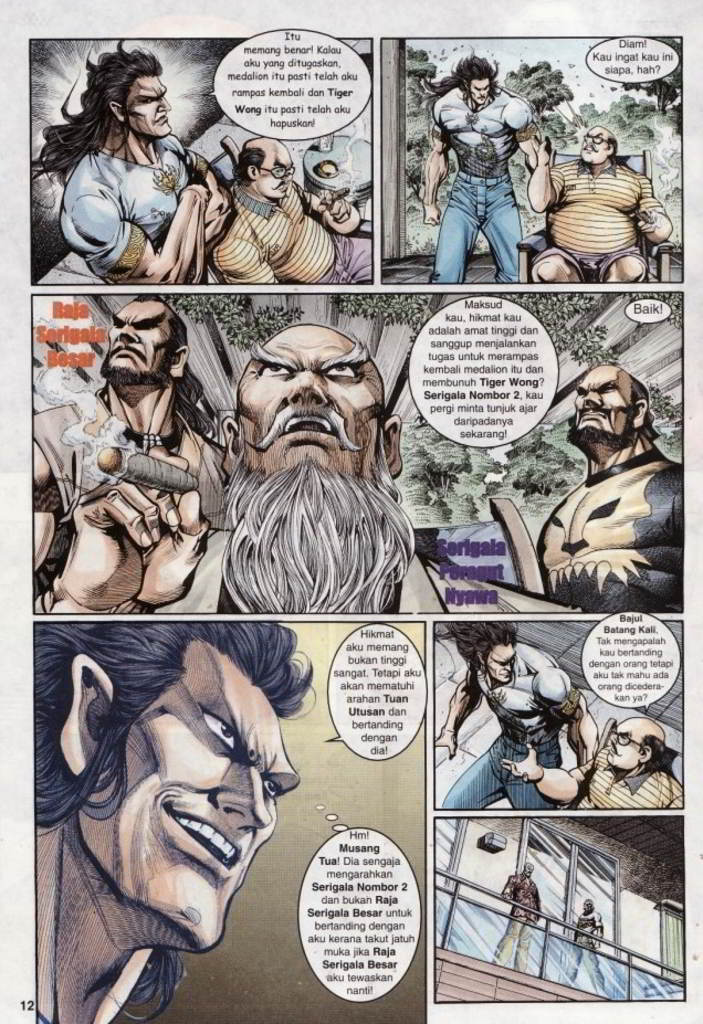 Itu
memang benar! Kalau
aku yang ditugaskan,
medalion itu pasti telah aku
rampas kembali dan Tiger
Wong itu pasti telah aku
hapuskan!
Diam!
Kau ingat kau ini
siapa, hah?
Raja
Serigala
Besar
Maksud
kau, hikmat kau
adalah amat tinggi dan
sanggup menjalankan
tugas untuk merampas
kembali medalion itu dan
membunuh Tiger Wong?
Serigala Nombor 2, kau
pergi minta tunjuk ajar
daripadanya
sekarang!
Baik!
Serigala
Peragut
Nyawa
Hikmat
aku memang
bukan tinggi
sangat. Tetapi aku
akan mematuhi
arahan Tuan
Utusan dan
bertanding
dengan
dia!
Hm!
Musang
Tua! Dia sengaja
mengarahkan
Serigala Nombor 2
dan bukan Raja
Serigala Besar untuk
bertanding dengan
aku kerana takut jatuh
muka jika Raja
Serigala Besar
aku tewaskan
nanti!
Bajul
Batang Kali,
Tak mengapalah
kau bertanding
dengan orang tetapi
aku tak mahu ada
orang dicedera-
kan ya?
12